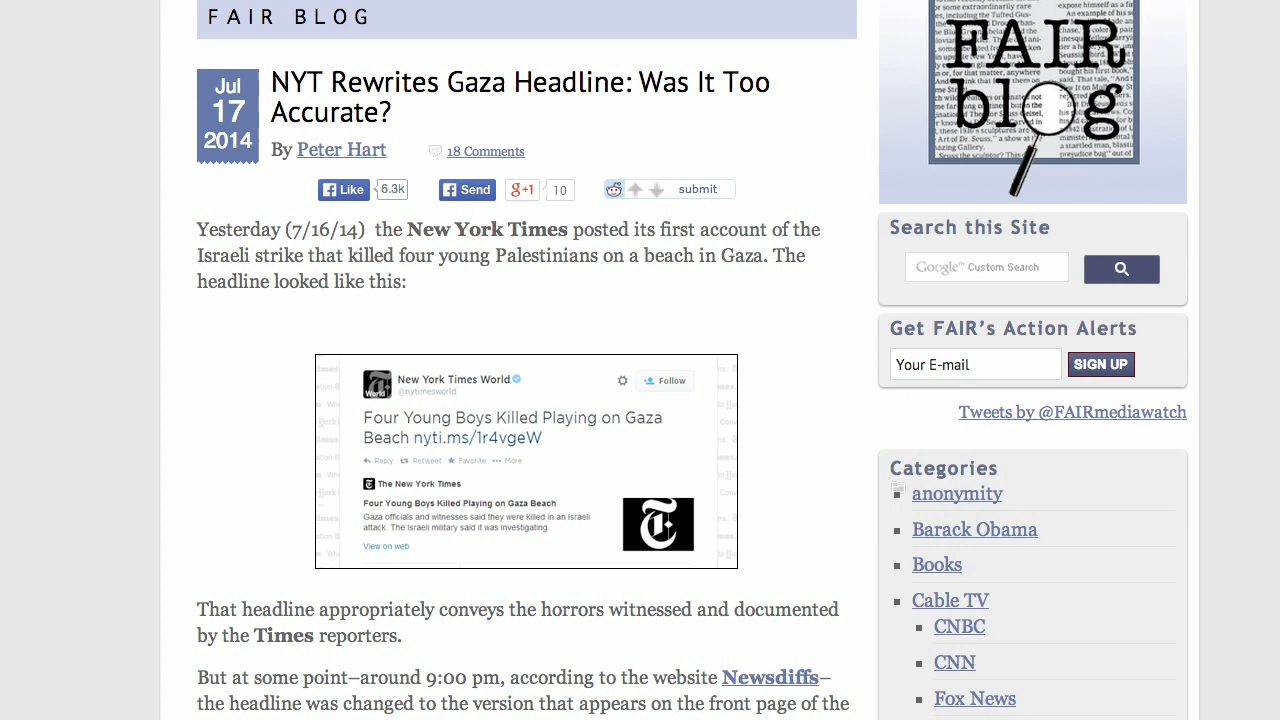 FAIR BLOG
Jul
17
2014
NYT Rewrites Gaza Headline: Was It Too
Accurate?
By Peter Hart
18 Comments
Like
6.3k
Send
g+1
10
submit
Yesterday (7/16/14) the New York Times posted its first account of the
Israeli strike that killed four young Palestinians on a beach in Gaza. The
headline looked like this:
World
New York Times World
@nytimesworld
Follow
Four Young Boys Killed Playing on Gaza
Beach nyti.ms/1r4vgeW
Reply Retweet Favorite More
The New York Times
Four Young Boys Killed Playing on Gaza Beach
Gaza officials and witnesses said they were killed in an Israeli
attack. The Israeli military said it was investigating.
View on web
That headline appropriately conveys the horrors witnessed and documented
by the Times reporters.
But at some point–around 9:00 pm, according to the website Newsdiffs–
the headline was changed to the version that appears on the front page of the
FAIR
blog
Search this Site
Google™ Custom Search
Get FAIR's Action Alerts
Your E-mail
SIGN UP
Tweets by @FAIRmediawatch
Categories
anonymity
Barack Obama
Books
Cable TV
CNBC
CNN
Fox News